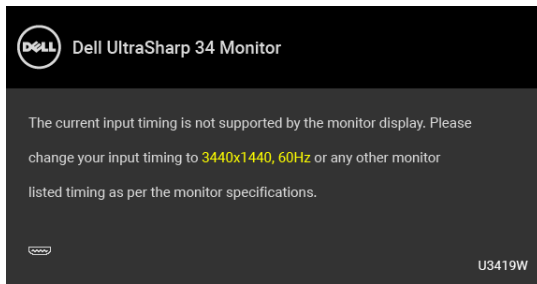 DELL
Dell UltraSharp 34 Monitor
The current input timing is not supported by the monitor display. Please
change your input timing to 3440x1440, 60Hz or any other monitor
listed timing as per the monitor specifications.
U3419W